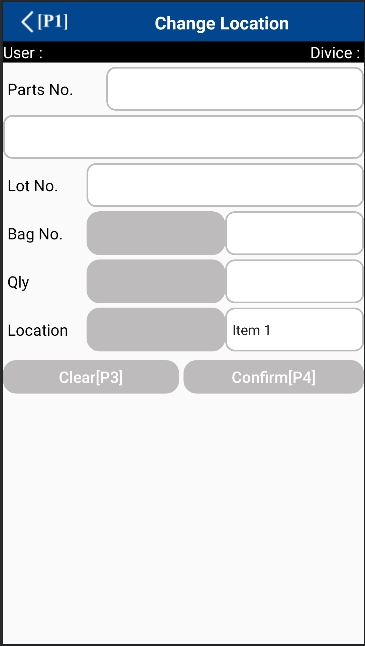 [P1] Change Location
User : Divice :
Parts No.
Lot No.
Bag No.
Qly
Location Item 1
Clear[P3] Confirm[P4]